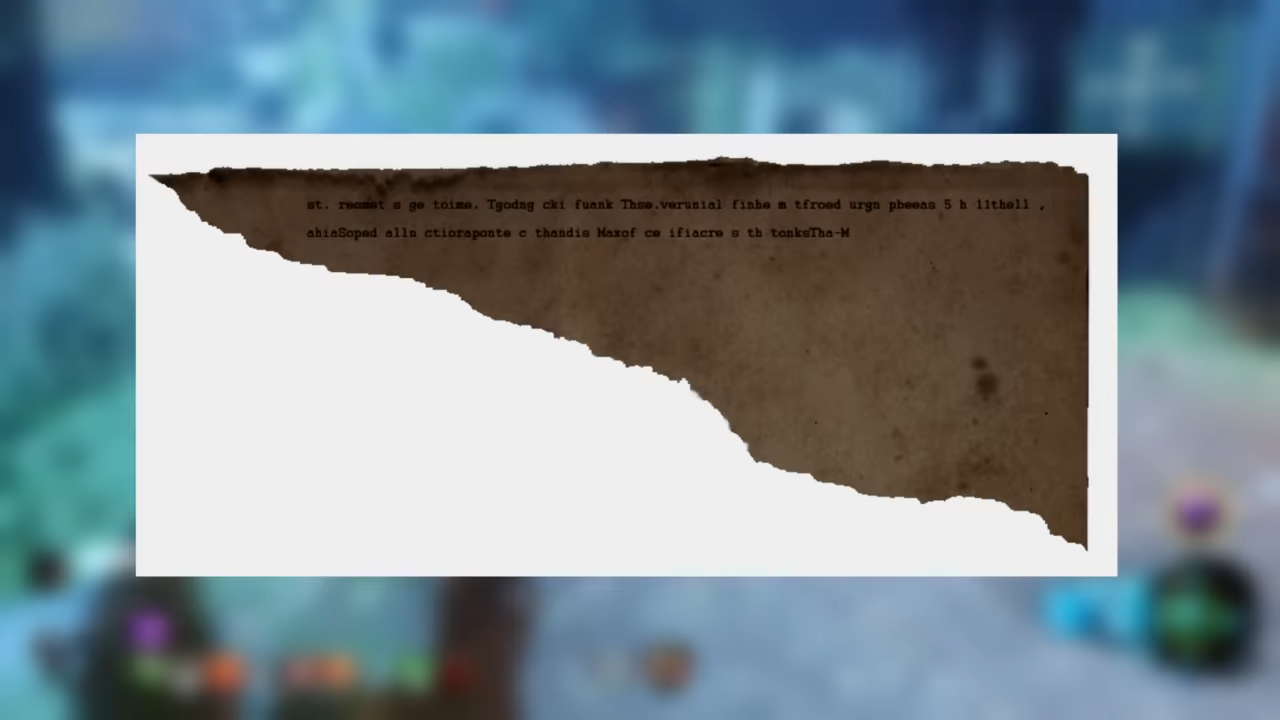 st. reomet s ge toime. Tgodng cki fuank Thse.verunial finhe m tfroed urgn pbeeas 5 h llthell ,
ahiaSoped alln ctioraponte c thandis Maxof ce ifiacre s th tonksTha-M